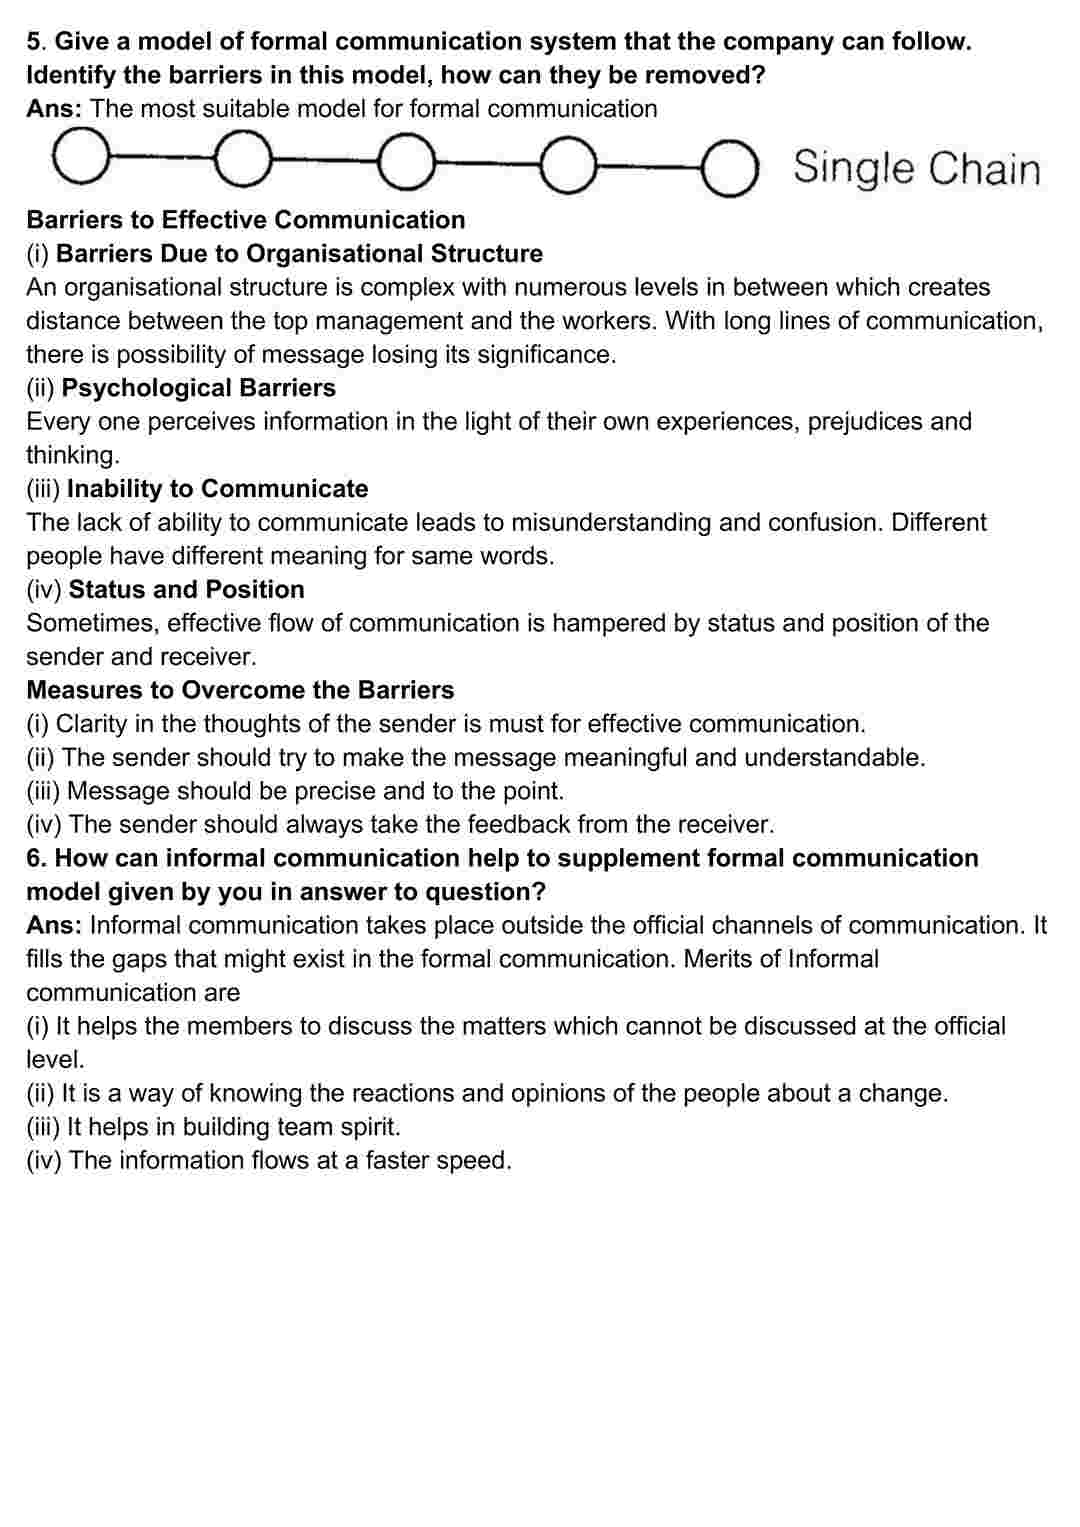 5. Give a model of formal communication system that the company can follow.
Identify the barriers in this model, how can they be removed?
Ans: The most suitable model for formal communication
Single Chain
Barriers to Effective Communication
(i) Barriers Due to Organisational Structure
An organisational structure is complex with numerous levels in between which creates
distance between the top management and the workers. With long lines of communication,
there is possibility of message losing its significance.
(ii) Psychological Barriers
Every one perceives information in the light of their own experiences, prejudices and
thinking.
(iii) Inability to Communicate
The lack of ability to communicate leads to misunderstanding and confusion. Different
people have different meaning for same words.
(iv) Status and Position
Sometimes, effective flow of communication is hampered by status and position of the
sender and receiver.
Measures to Overcome the Barriers
(i) Clarity in the thoughts of the sender is must for effective communication.
(ii) The sender should try to make the message meaningful and understandable.
(iii) Message should be precise and to the point.
(iv) The sender should always take the feedback from the receiver.
6. How can informal communication help to supplement formal communication
model given by you in answer to question?
Ans: Informal communication takes place outside the official channels of communication. It
fills the gaps that might exist in the formal communication. Merits of Informal
communication are
(i) It helps the members to discuss the matters which cannot be discussed at the official
level.
(ii) It is a way of knowing the reactions and opinions of the people about a change.
(iii) It helps in building team spirit.
(iv) The information flows at a faster speed.